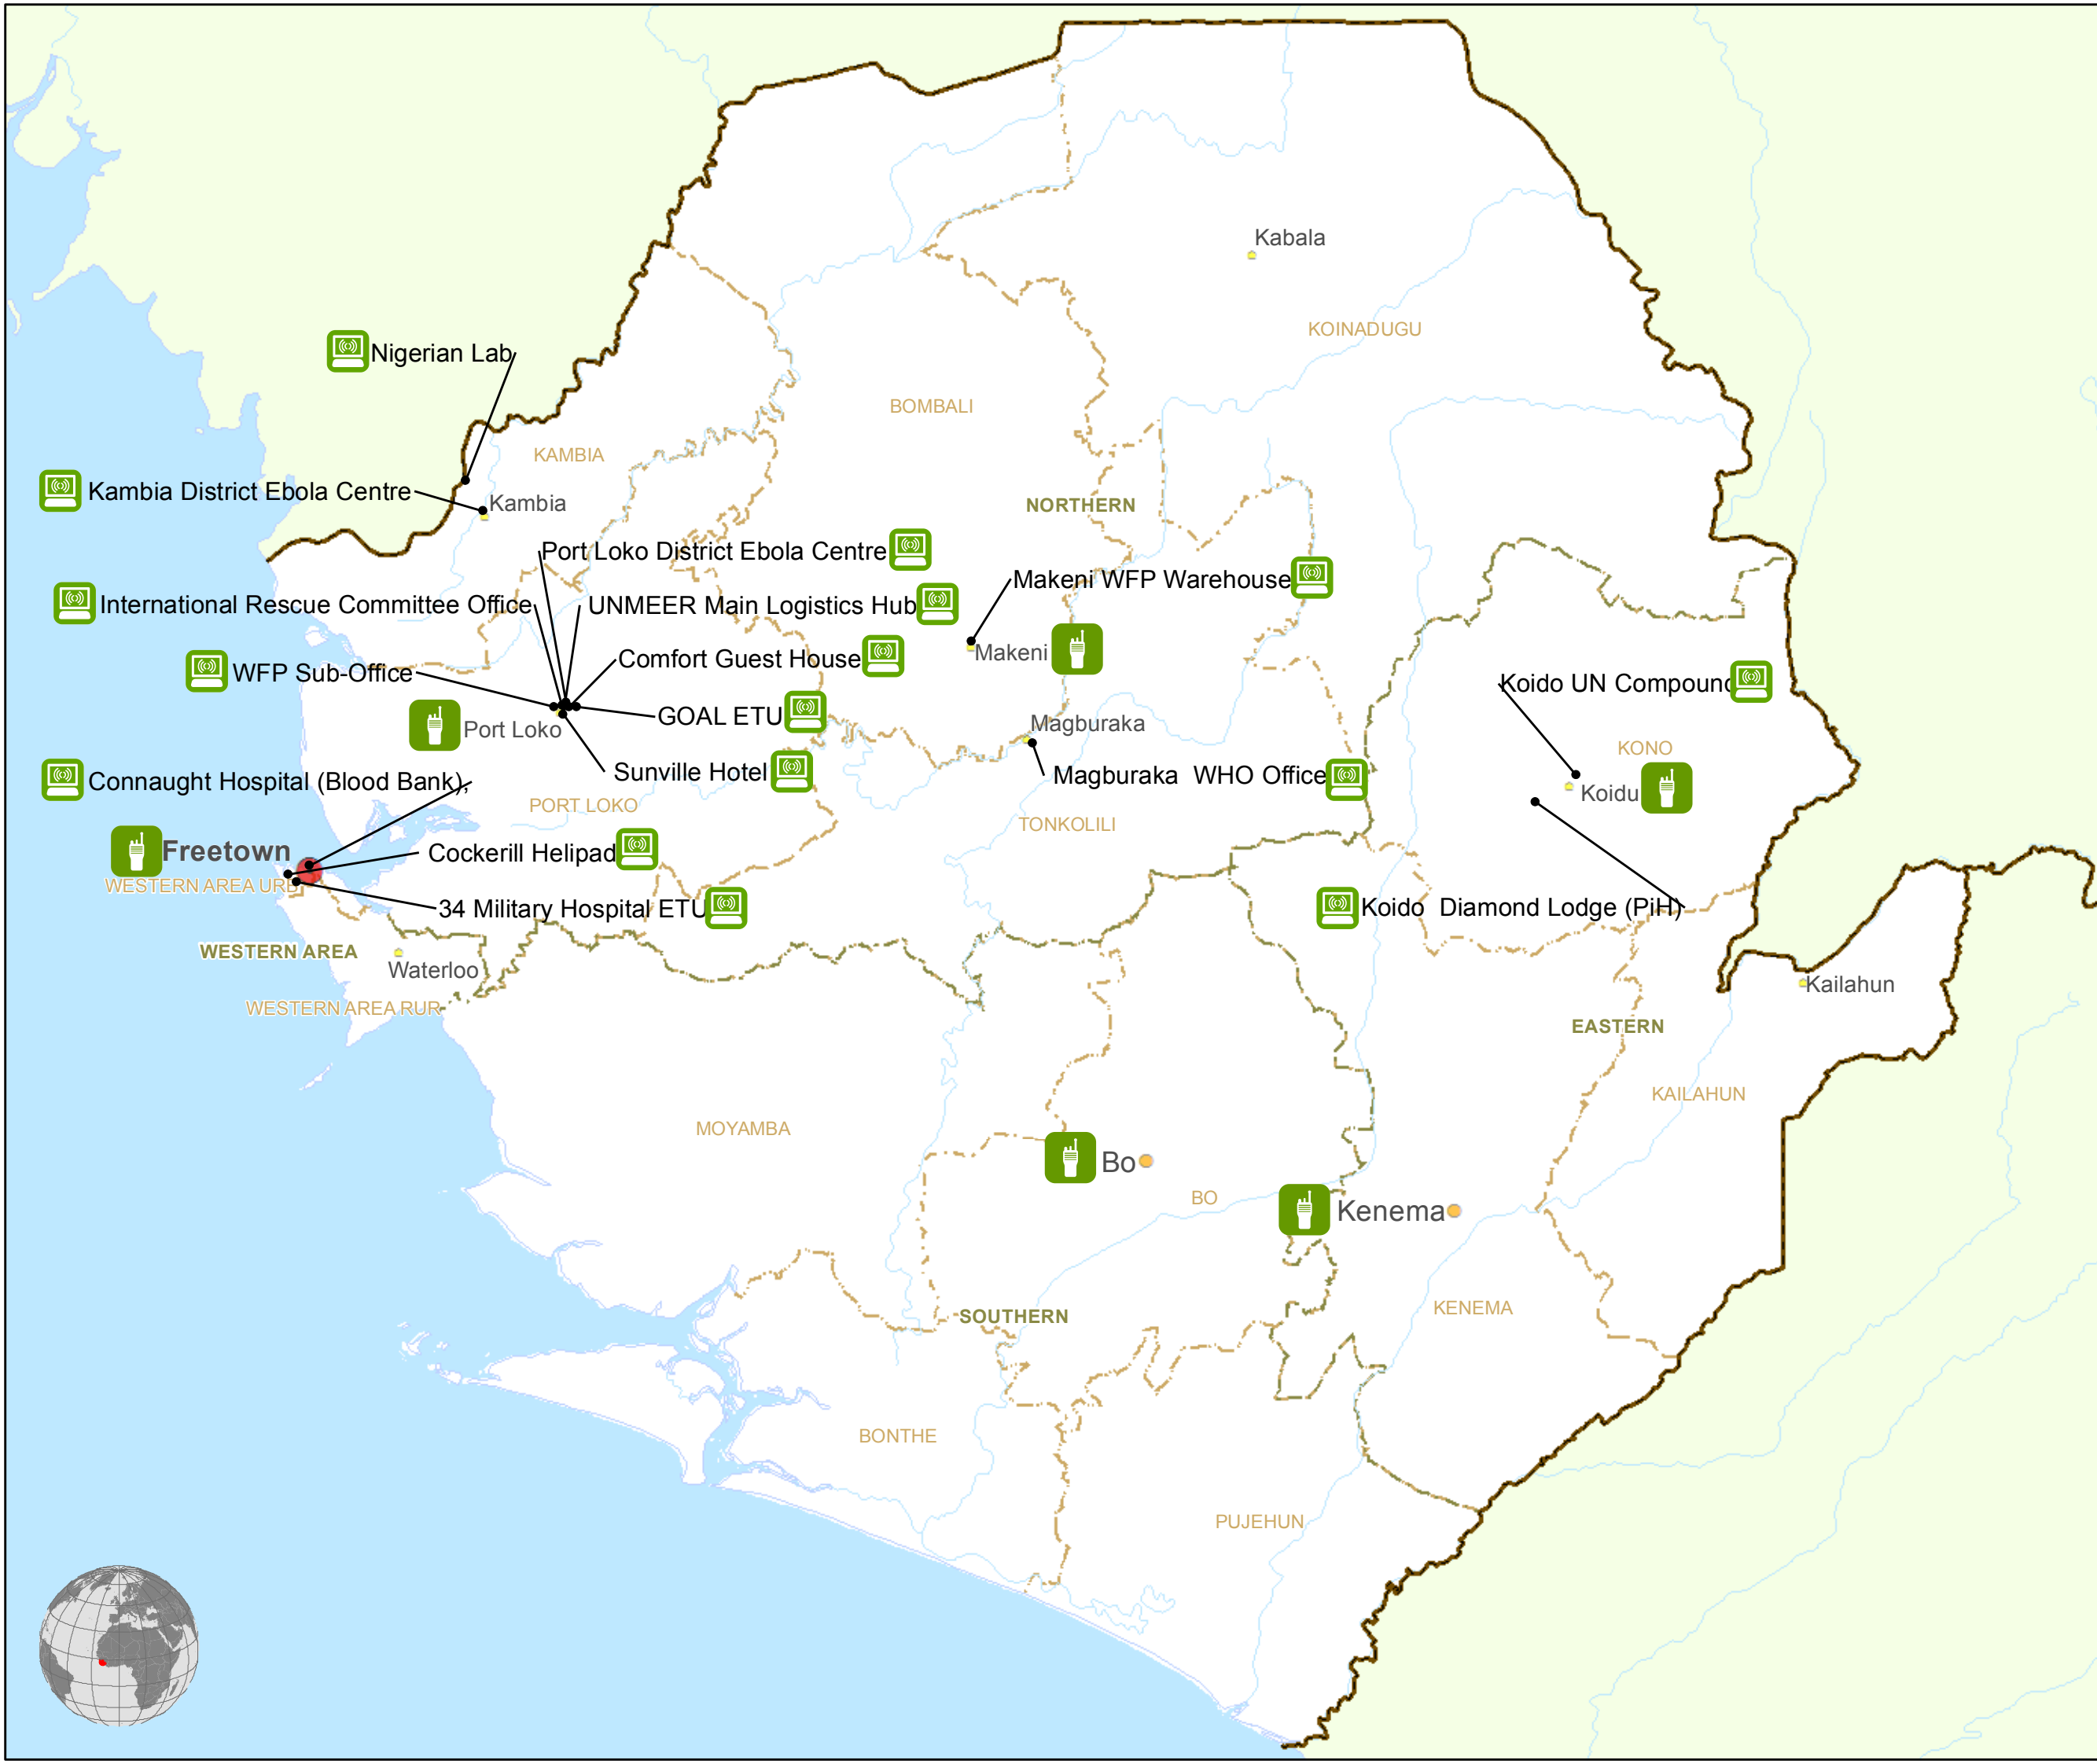 Kabala
KOINADUGU
Nigerian Lab
BOMBALI
KAMBIA
Kambia District Ebola Centre
Kambia
NORTHERN
Port Loko District Ebola Centre
Makeni WFP Warehouse
International Rescue Committee Office
UNMEER Main Logistics Hub
Makeni
Comfort Guest House
WFP Sub-Office
Koido UN Compound
GOAL ETU
Port Loko
Magburaka
KONO
Sunville Hotel
Magburaka WHO Office
Connaught Hospital (Blood Bank),
Koidu
PORT LOKO
TONKOLILI
Freetown
Cockerill Helipad
WESTERN AREA URB
34 Military Hospital ETU
Koido Diamond Lodge (PiH)
WESTERN AREA
Waterloo
Kailahun
WESTERN AREA RUR
EASTERN
KAILAHUN
MOYAMBA
Bo
BO
Kenema
KENEMA
SOUTHERN
BONTHE
PUJEHUN